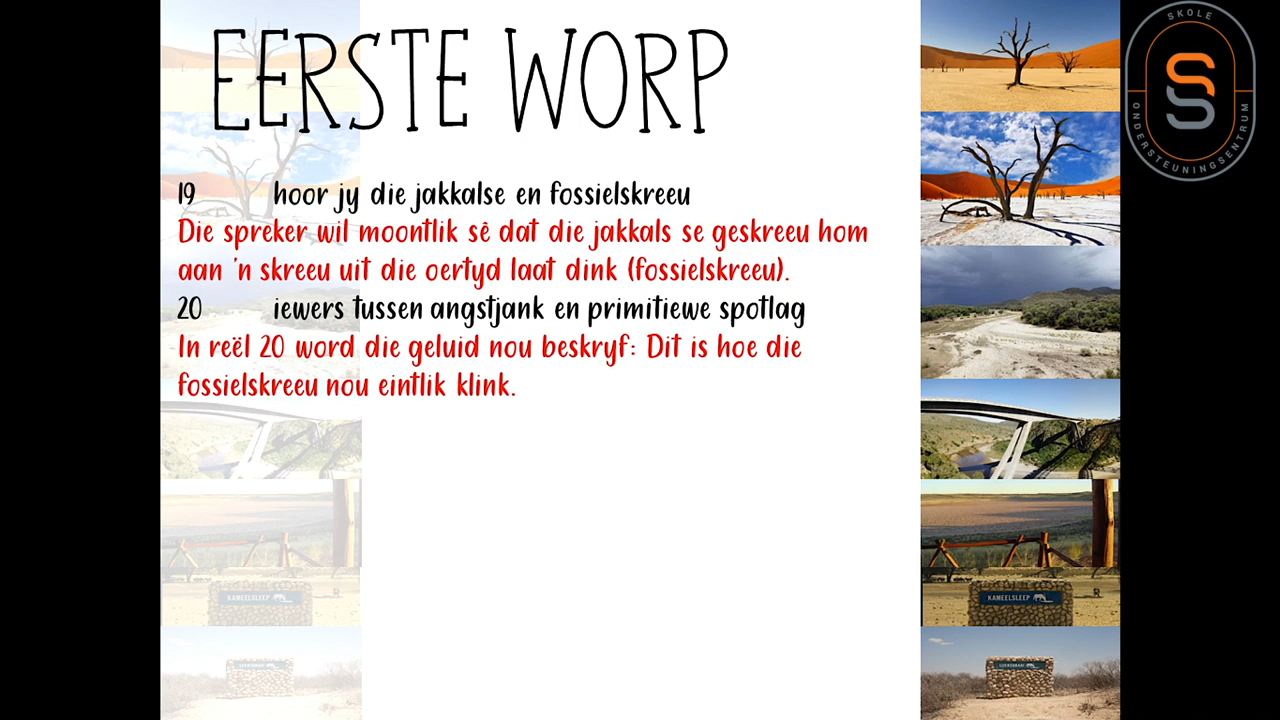 EERSTE WORP
19 hoor jy die jakkalse en fossielskreeu
Die spreker wil moontlik sê dat die jakkals se geskreeu hom
aan 'n skreeu uit die oertyd laat dink (fossielskreeu).
20 iewers tussen angstjank en primitiewe spotlag
In reël 20 word die geluid nou beskryf: Dit is hoe die
fossielskreeu nou eintlik klink.
KAMEELSLEEP
KAMEELSLEEP
SKOLE
ONDERSTEUNINGSENTRUM